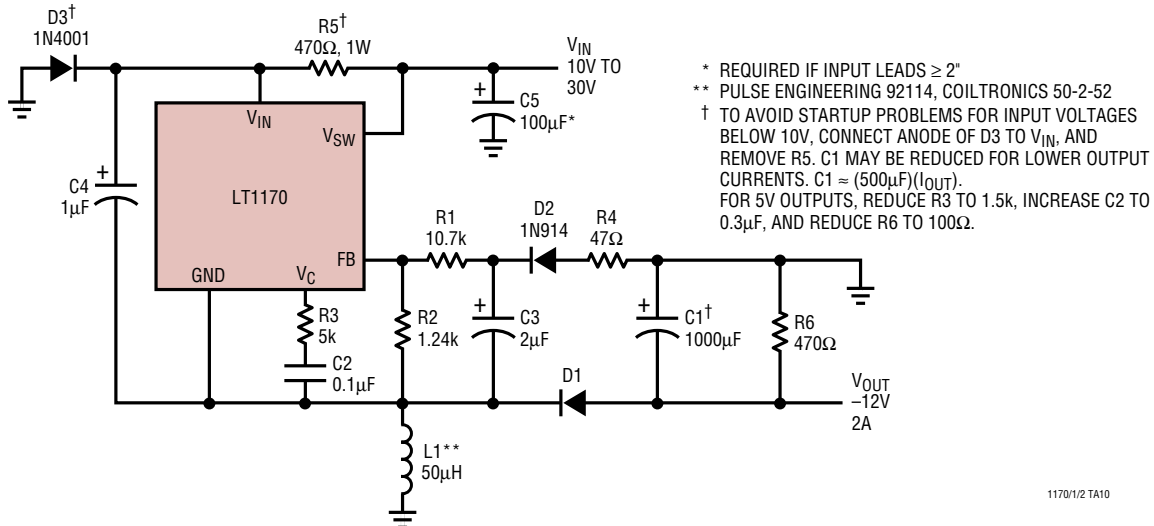 D3†
1N4001
R5†
470Ω, 1W
VIN
10V TO
30V
+
C5
100μF*
VIN
VSW
LT1170
GND
VC
FB
+
C4
1μF
R1
10.7k
D2
1N914
R4
47Ω
R3
5k
C2
0.1μF
R2
1.24k
+
C3
2μF
+
C1†
1000μF
R6
470Ω
D1
VOUT
–12V
2A
L1**
50μH
* REQUIRED IF INPUT LEADS ≥ 2"
** PULSE ENGINEERING 92114, COILTRONICS 50-2-52
† TO AVOID STARTUP PROBLEMS FOR INPUT VOLTAGES
BELOW 10V, CONNECT ANODE OF D3 TO VIN, AND
REMOVE R5. C1 MAY BE REDUCED FOR LOWER OUTPUT
CURRENTS. C1 ≈ (500μF)(IOUT).
FOR 5V OUTPUTS, REDUCE R3 TO 1.5k, INCREASE C2 TO
0.3μF, AND REDUCE R6 TO 100Ω.
1170/1/2 TA10